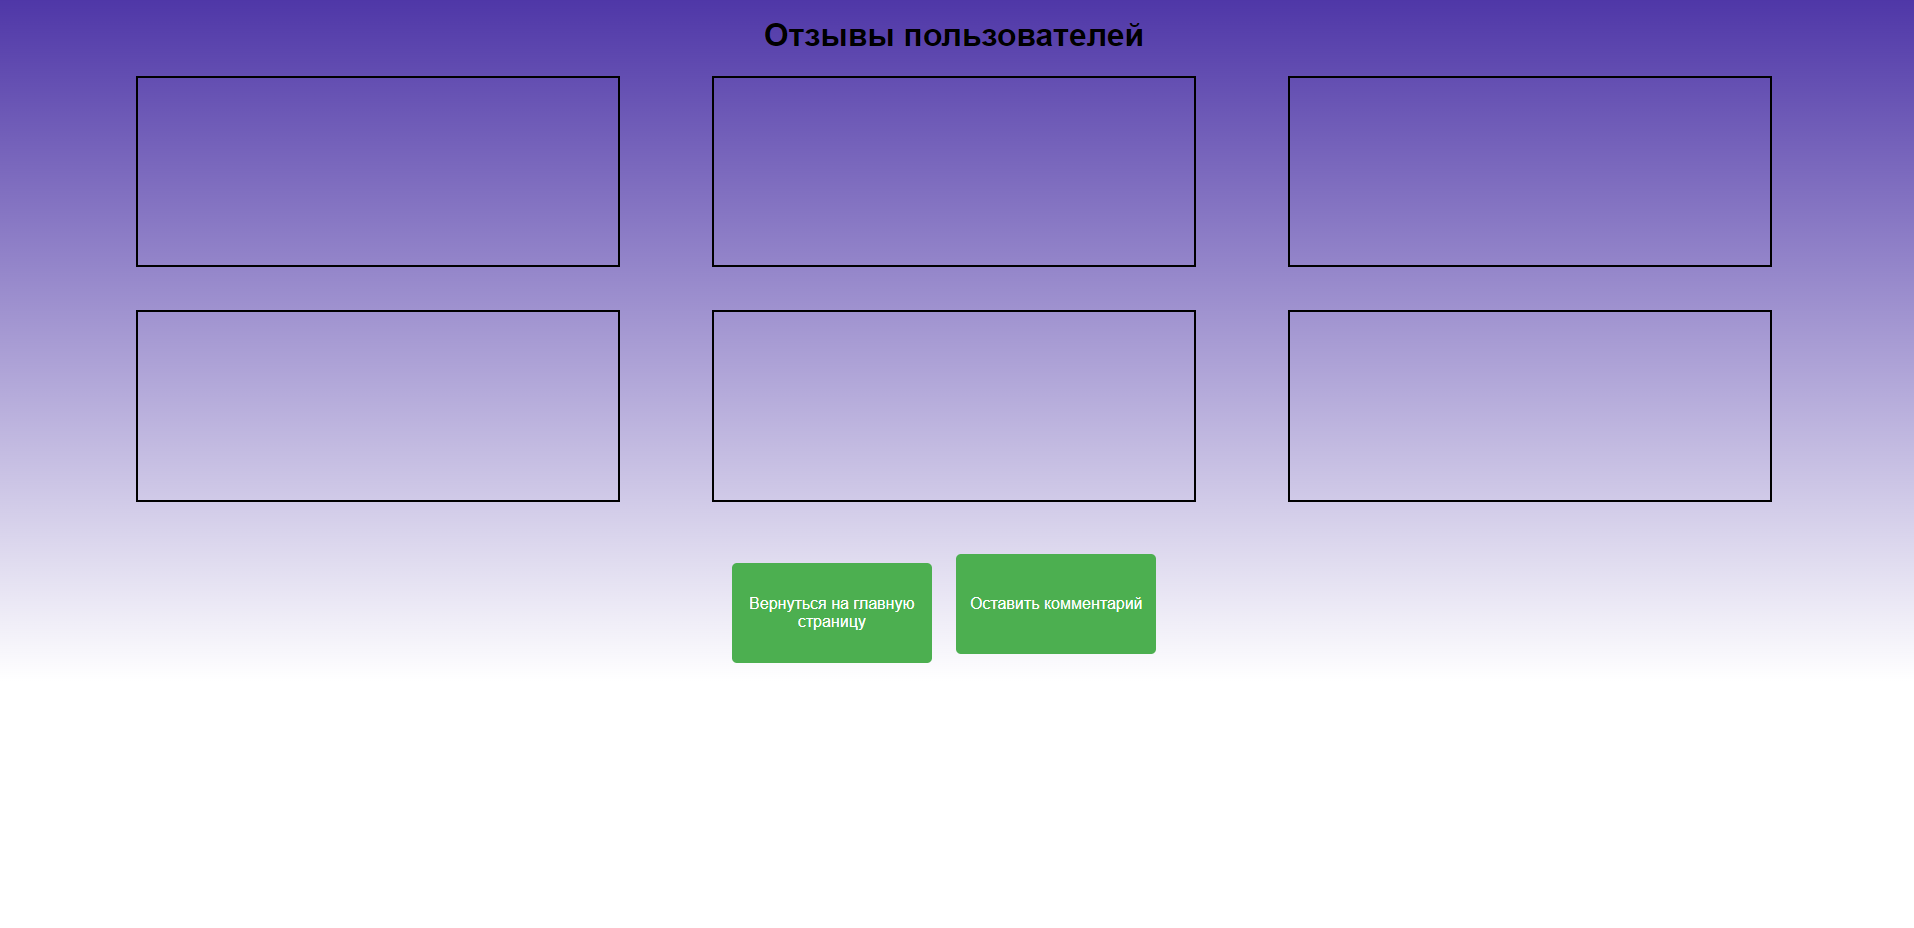 Отзывы пользователей
Вернуться на главную
страницу
Оставить комментарий